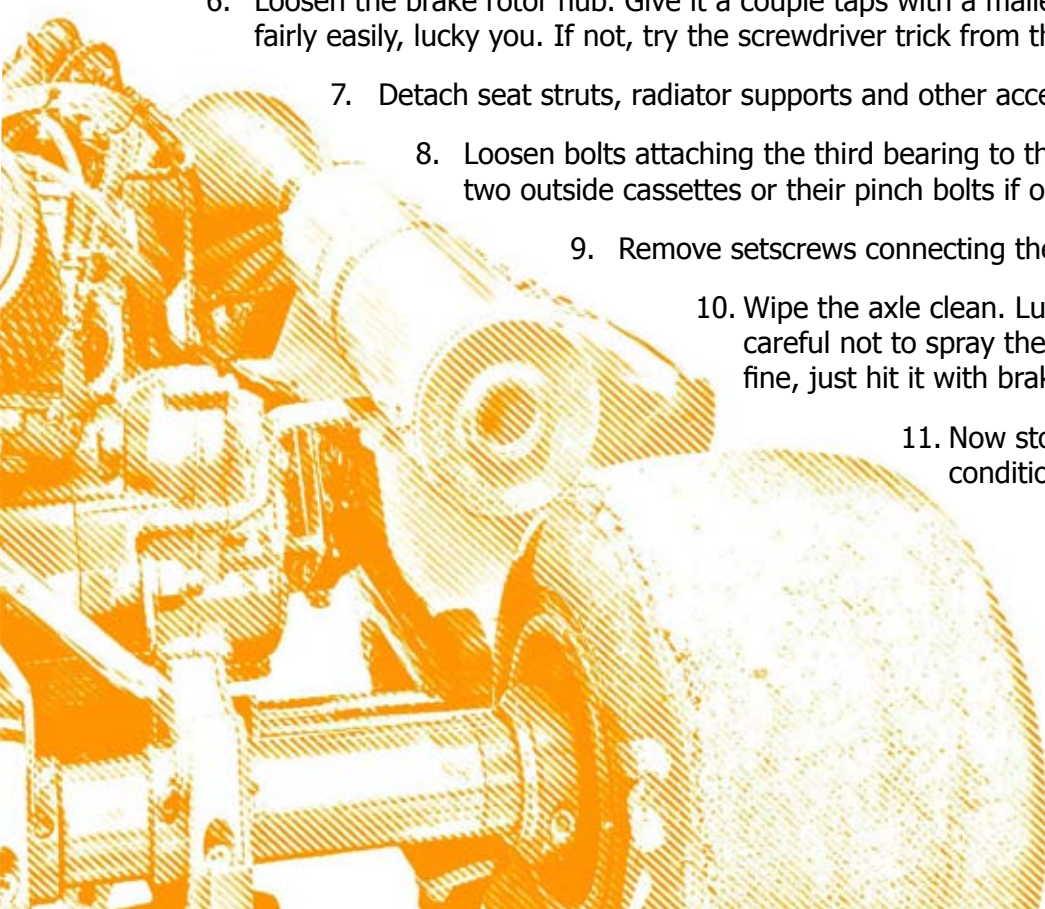 6. Loosen the brake rotor hub. Give it a couple taps with a malle
fairly easily, lucky you. If not, try the screwdriver trick from th
7. Detach seat struts, radiator supports and other acce
8. Loosen bolts attaching the third bearing to th
two outside cassettes or their pinch bolts if o
9. Remove setscrews connecting the
10. Wipe the axle clean. Lu
careful not to spray the
fine, just hit it with brak
11. Now sto
conditio